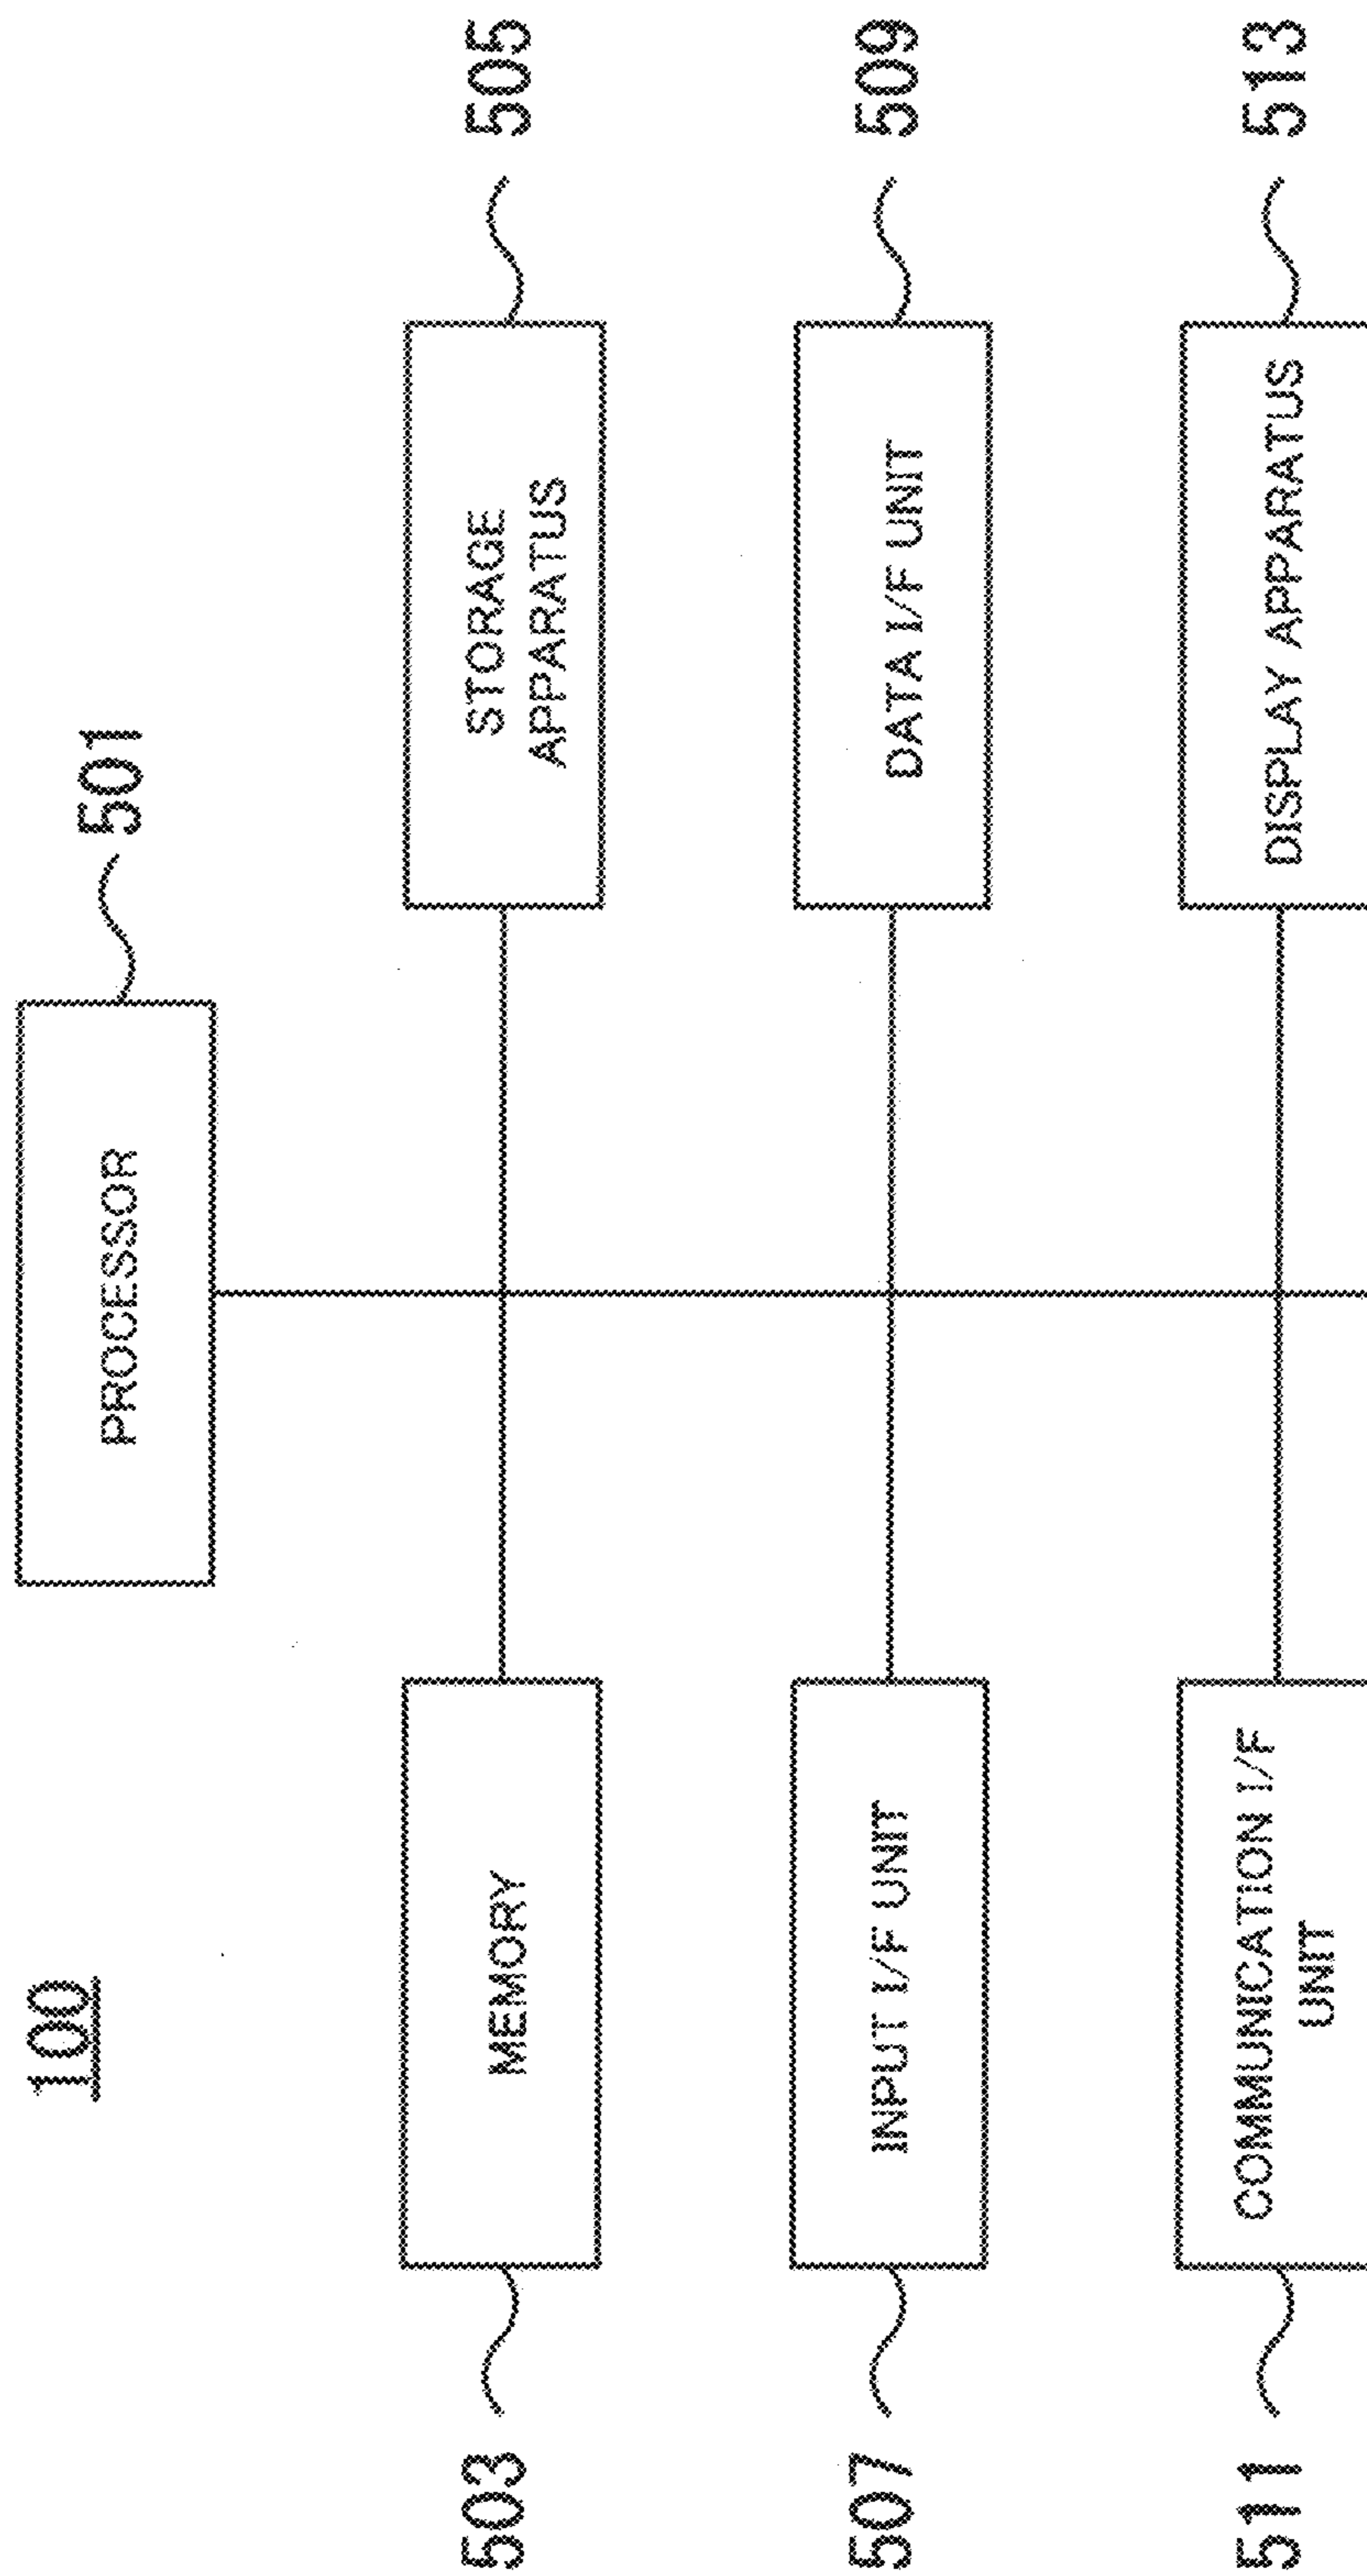 100
PROCESSOR
501
MEMORY
503
STORAGE
APPARATUS
505
INPUT I/F UNIT
507
DATA I/F UNIT
509
COMMUNICATION I/F
UNIT
511
DISPLAY APPARATUS
513